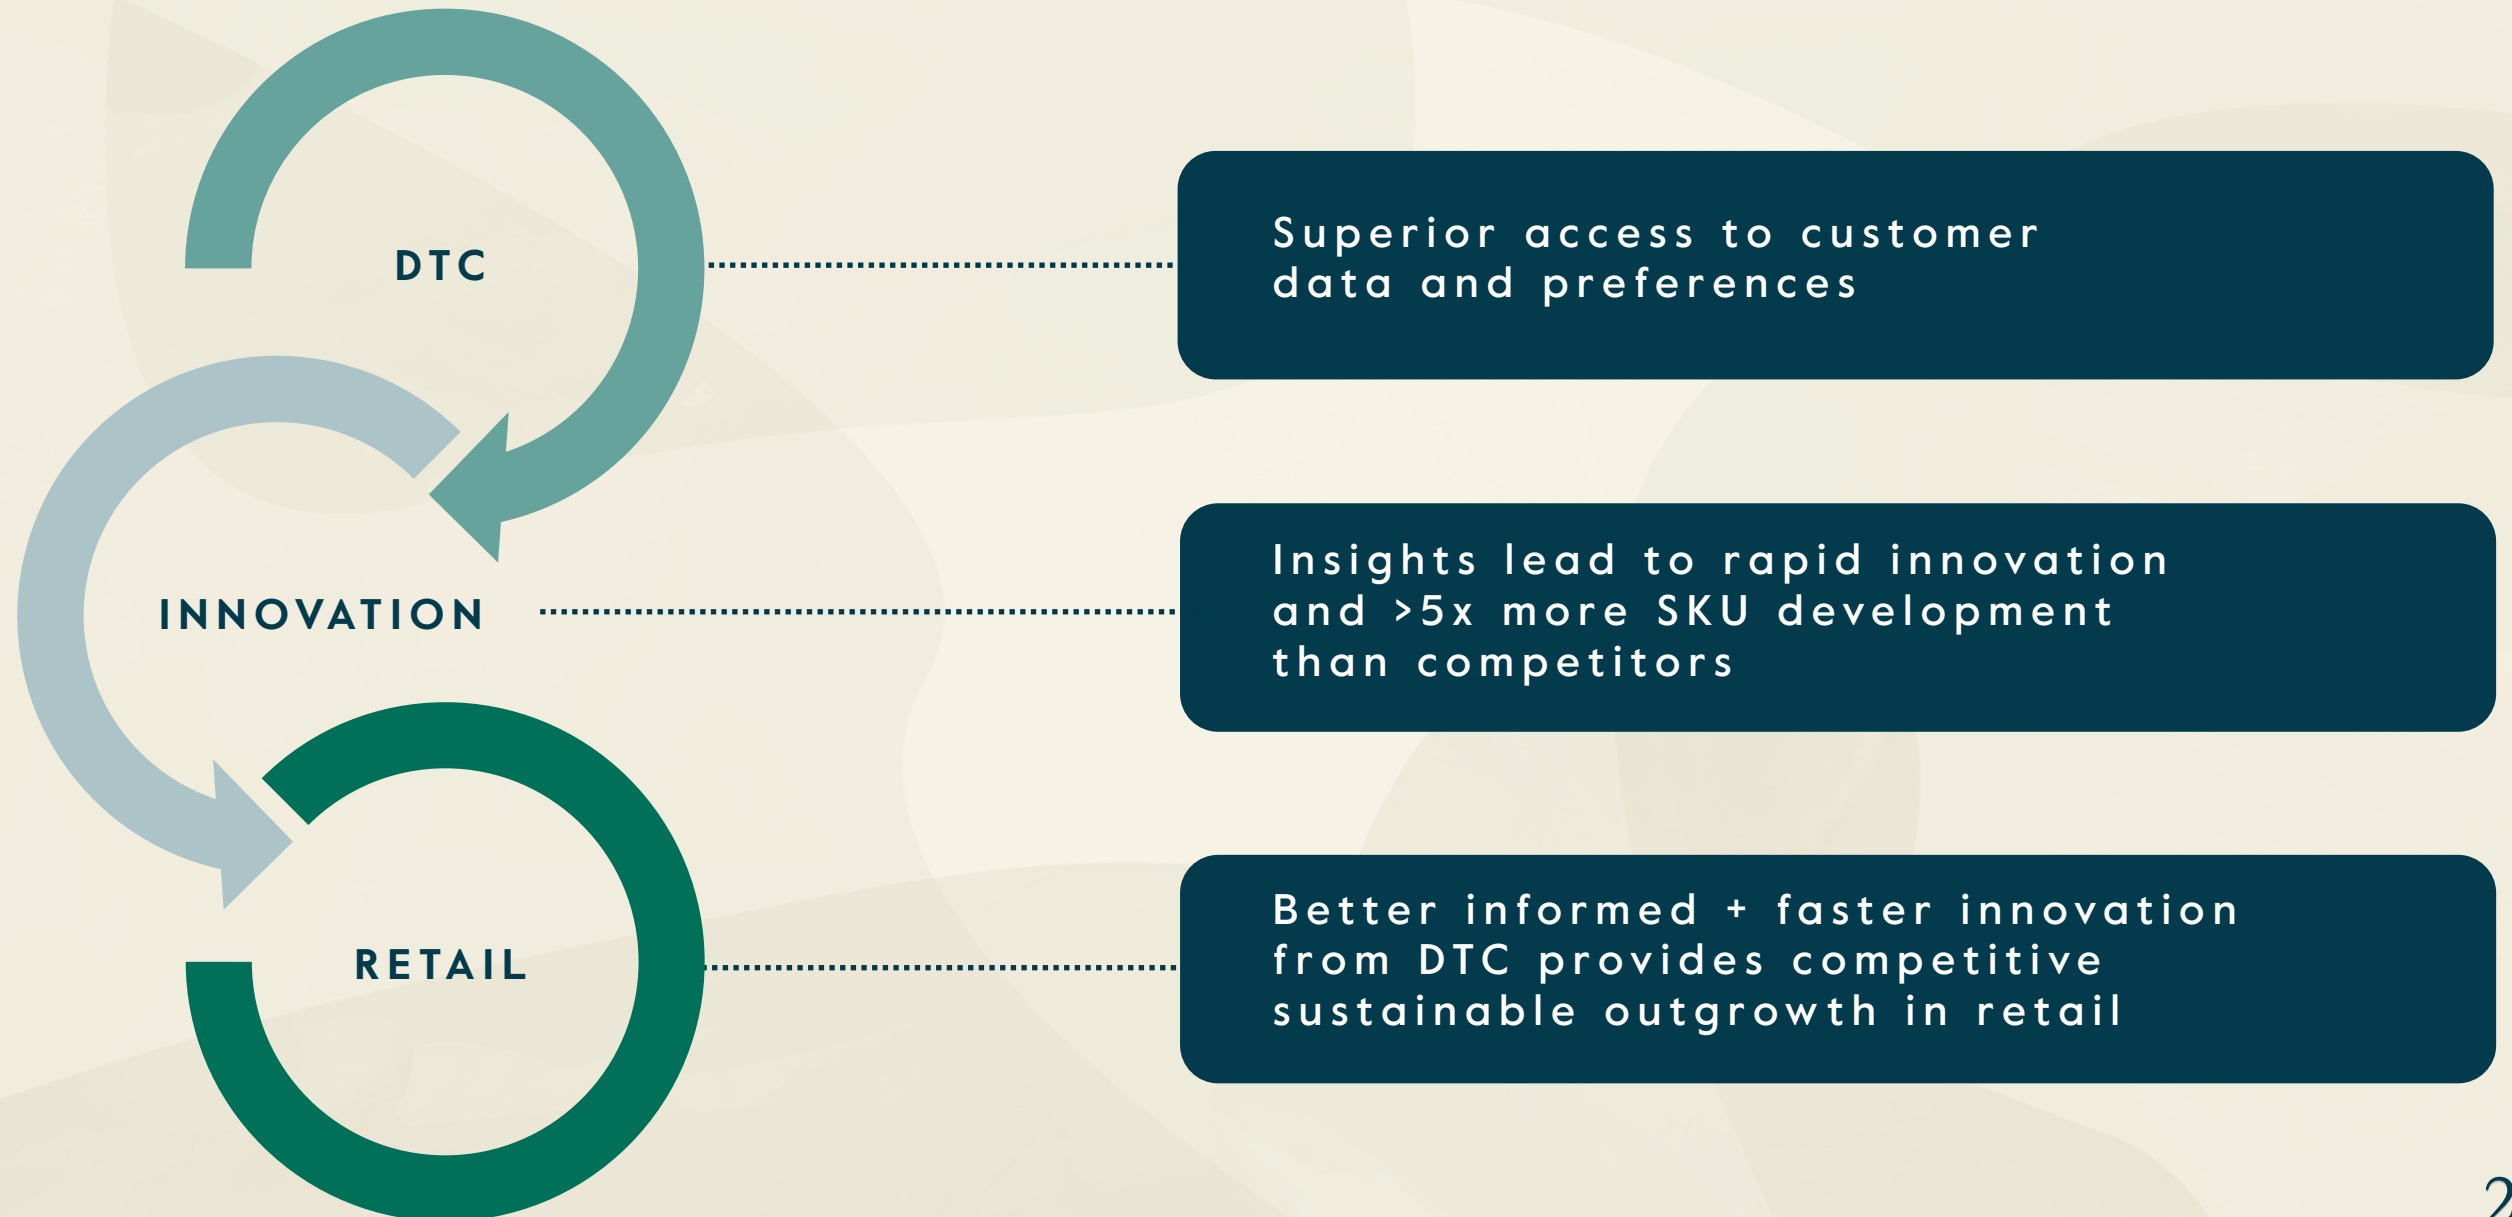 DTC
Superior access to customer
data and preferences
INNOVATION
Insights lead to rapid innovation
and >5x more SKU development
than competitors
RETAIL
Better informed + faster innovation
from DTC provides competitive
sustainable outgrowth in retail